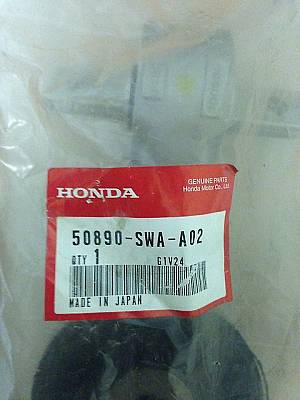 GENUINE PARTS
Honda Motor Co., Ltd.
HONDA
50890-SWA-A02
QTY 1 G1V24
MADE IN JAPAN